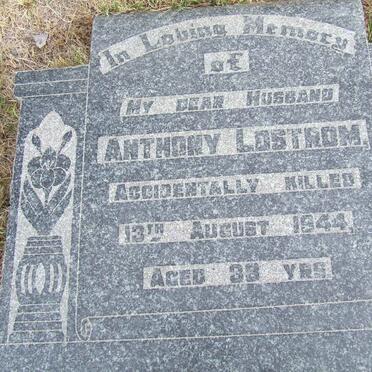 In Loving Memory
of
My dear Husband
Anthony Lostrom
Accidentally Killed
13th August 1944
Aged 38 yrs.